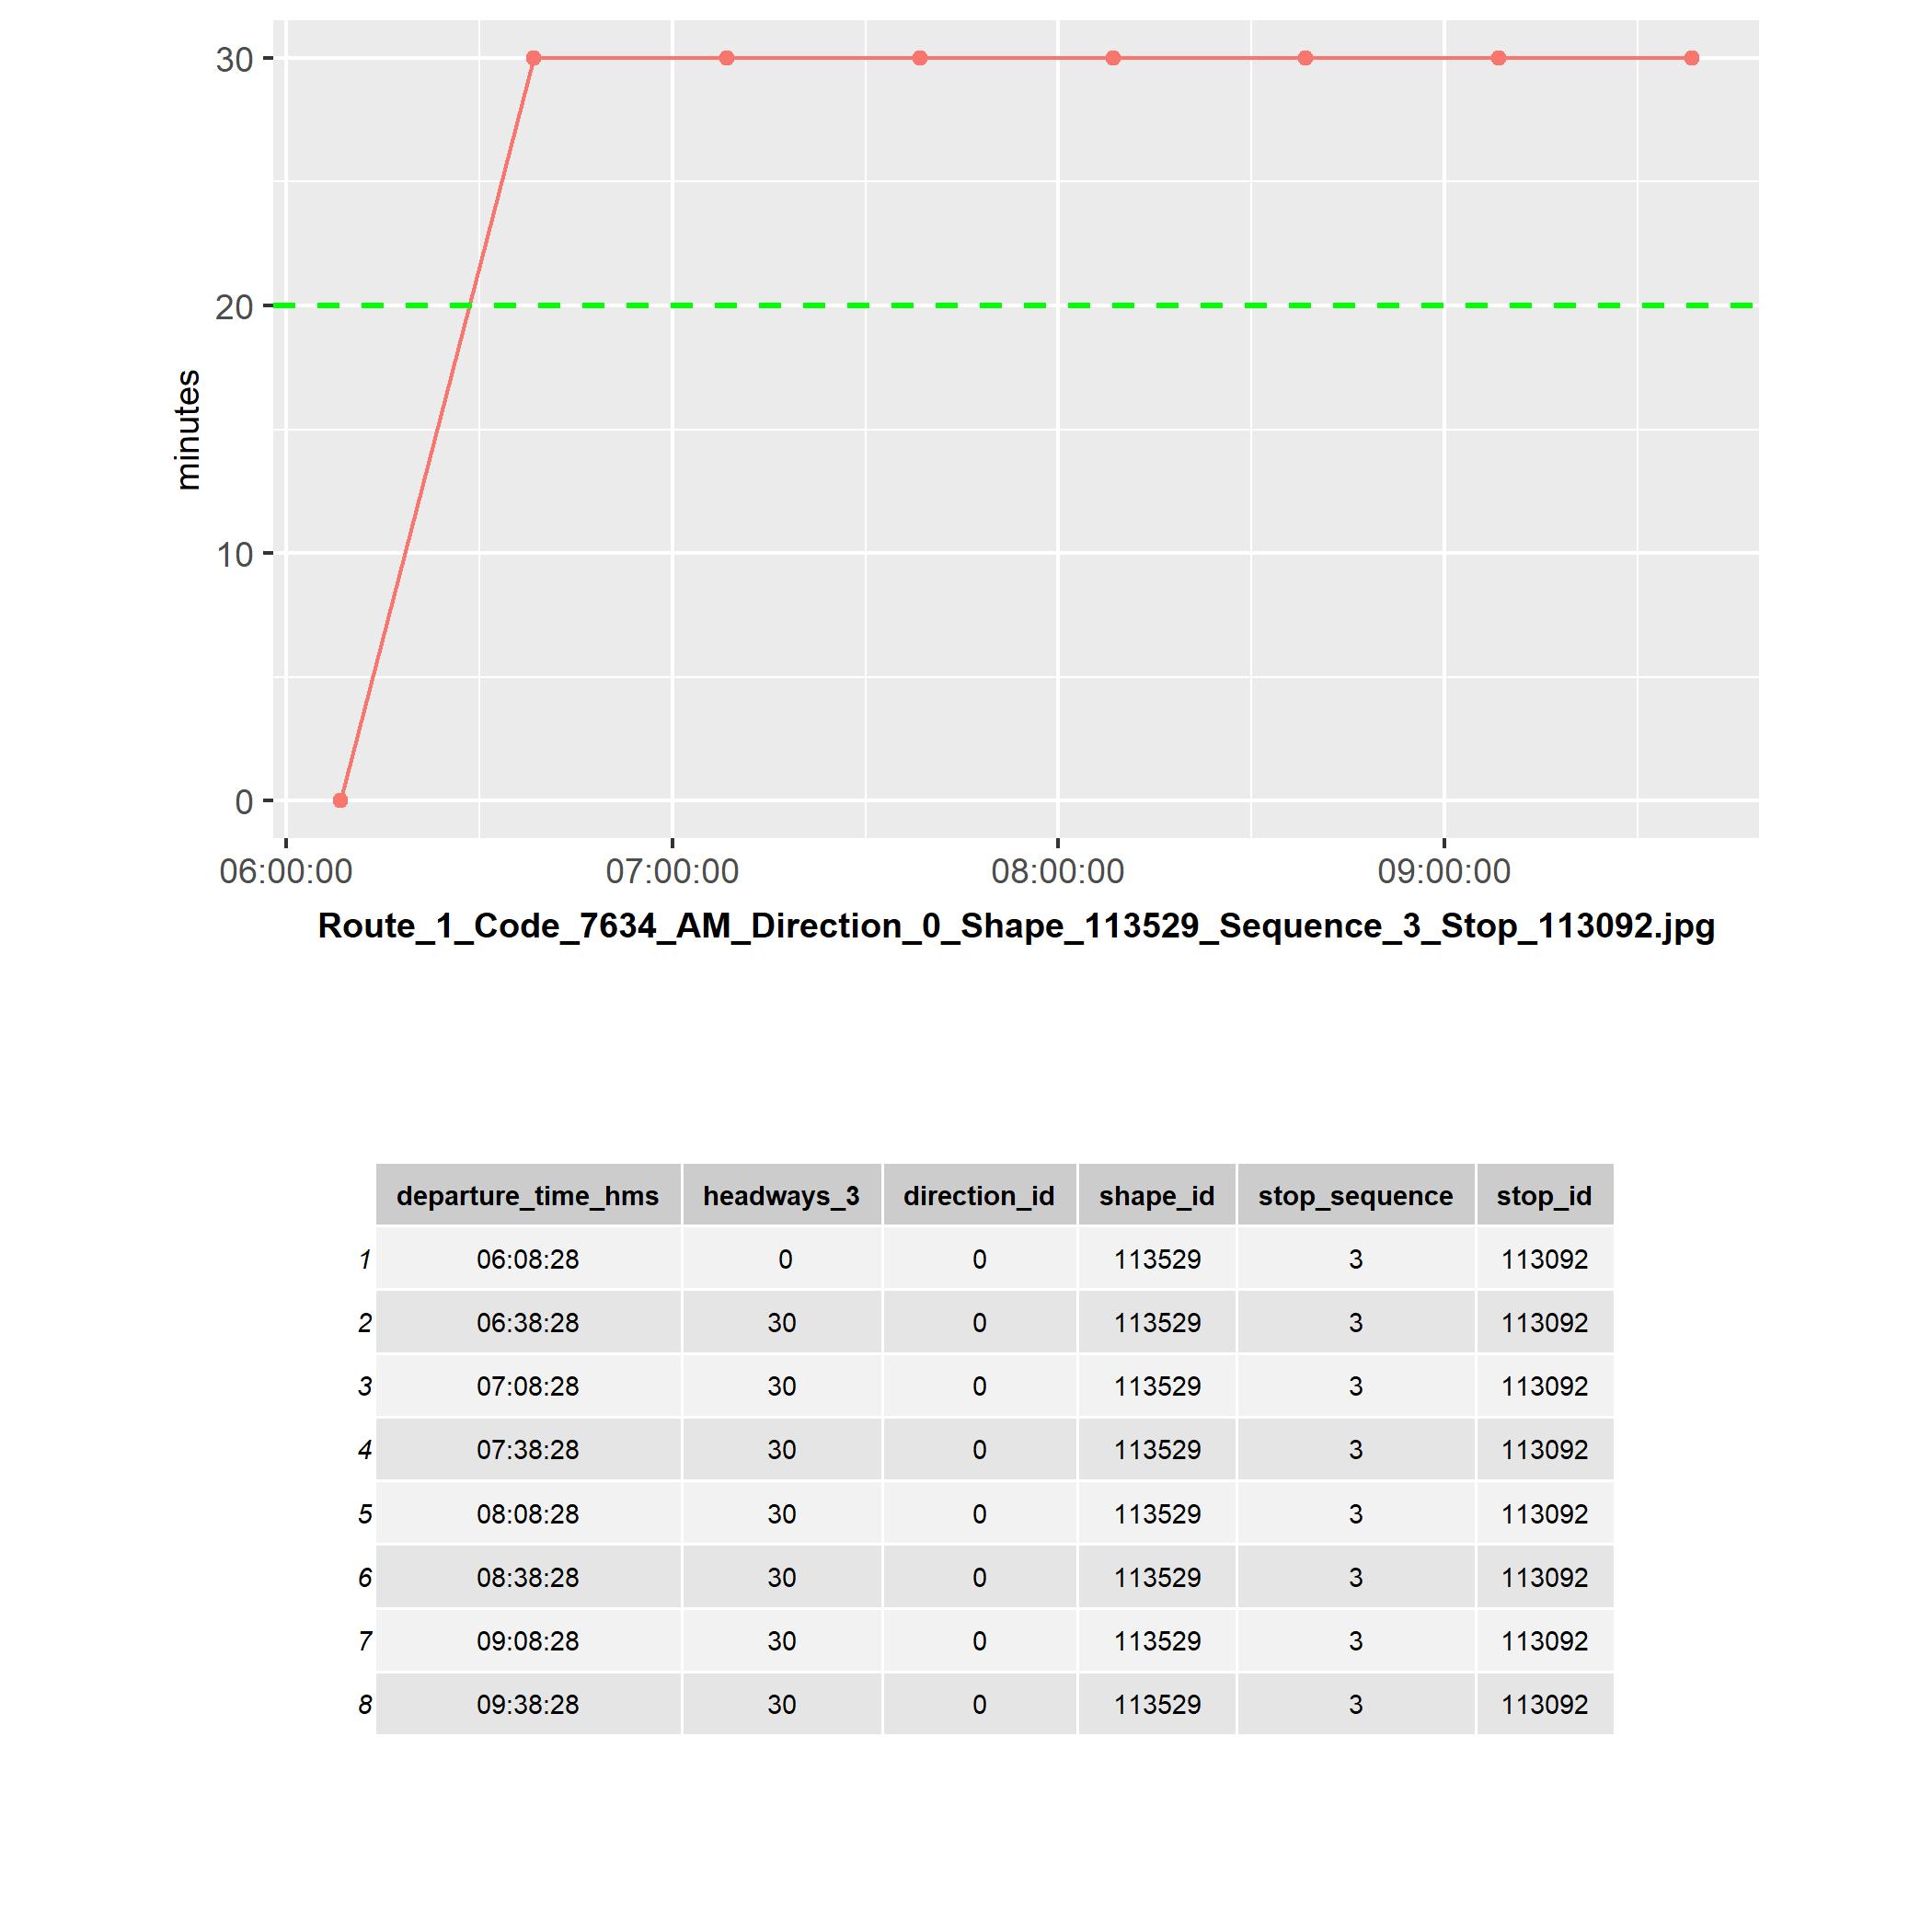 30
20
10
0
minutes
06:00:00 07:00:00 08:00:00 09:00:00
Route_1_Code_7634_AM_Direction_0_Shape_113529_Sequence_3_Stop_113092.jpg
departure_time_hms headways_3 direction_id shape_id stop_sequence stop_id
1 06:08:28 0 0 113529 3 113092
2 06:38:28 30 0 113529 3 113092
3 07:08:28 30 0 113529 3 113092
4 07:38:28 30 0 113529 3 113092
5 08:08:28 30 0 113529 3 113092
6 08:38:28 30 0 113529 3 113092
7 09:08:28 30 0 113529 3 113092
8 09:38:28 30 0 113529 3 113092